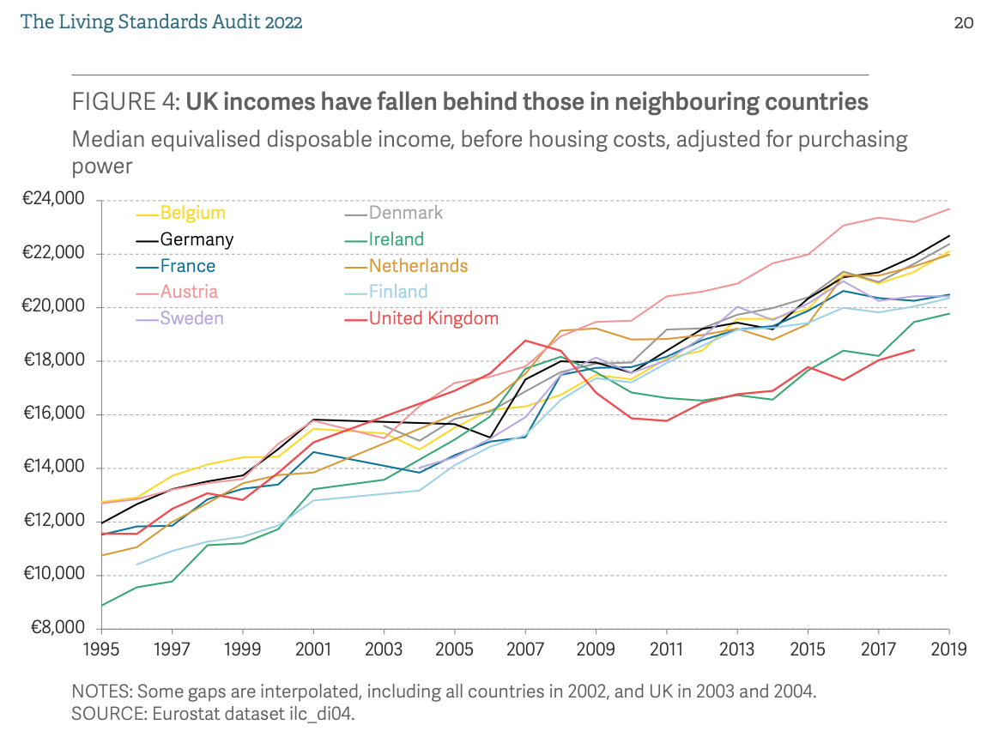 The Living Standards Audit 2022
20
FIGURE 4: UK incomes have fallen behind those in neighbouring countries
Median equivalised disposable income, before housing costs, adjusted for purchasing
power
€24,000
€22,000
€20,000
€18,000
€16,000
€14,000
€12,000
€10,000
€8,000
Belgium
Denmark
Germany
Ireland
France
Netherlands
Austria
Finland
Sweden
United Kingdom
1995
1997
1999
2001
2003
2005
2007
2009
2011
2013
2015
2017
2019
NOTES: Some gaps are interpolated, including all countries in 2002, and UK in 2003 and 2004.
SOURCE: Eurostat dataset ilc_di04.